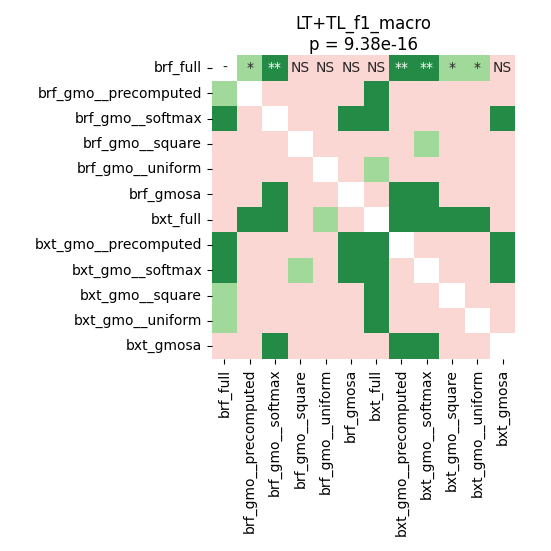 LT+TL_f1_macro
p = 9.38e-16
brf_full - * ** NS NS NS NS ** ** * * NS
brf_gmo__precomputed
brf_gmo__softmax
brf_gmo__square
brf_gmo__uniform
brf_gmosa
bxt_full
bxt_gmo__precomputed
bxt_gmo__softmax
bxt_gmo__square
bxt_gmo__uniform
bxt_gmosa
brf_full
brf_gmo__precomputed
brf_gmo__softmax
brf_gmo__square
brf_gmo__uniform
brf_gmosa
bxt_full
bxt_gmo__precomputed
bxt_gmo__softmax
bxt_gmo__square
bxt_gmo__uniform
bxt_gmosa